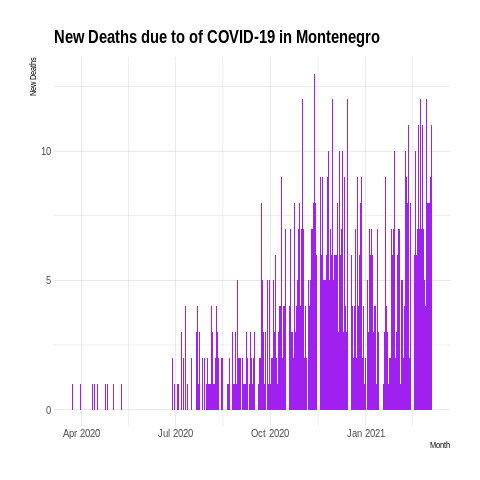 New Deaths due to of COVID-19 in Montenegro
New Deaths
10
5
0
Apr 2020 Jul 2020 Oct 2020 Jan 2021
Month